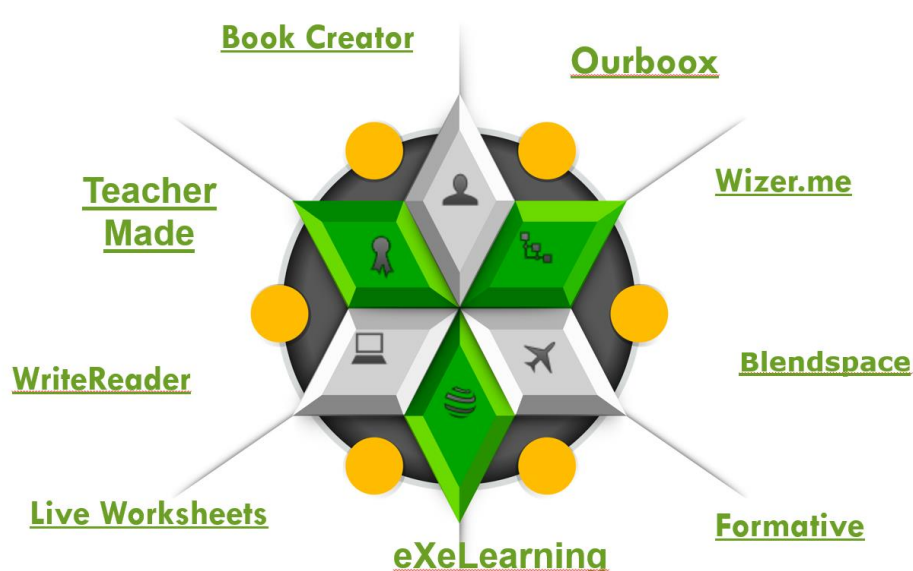 Book Creator
Ourboox
Teacher
Made
Wizer.me
WriteReader
Blendspace
Live Worksheets
Formative
eXeLearning